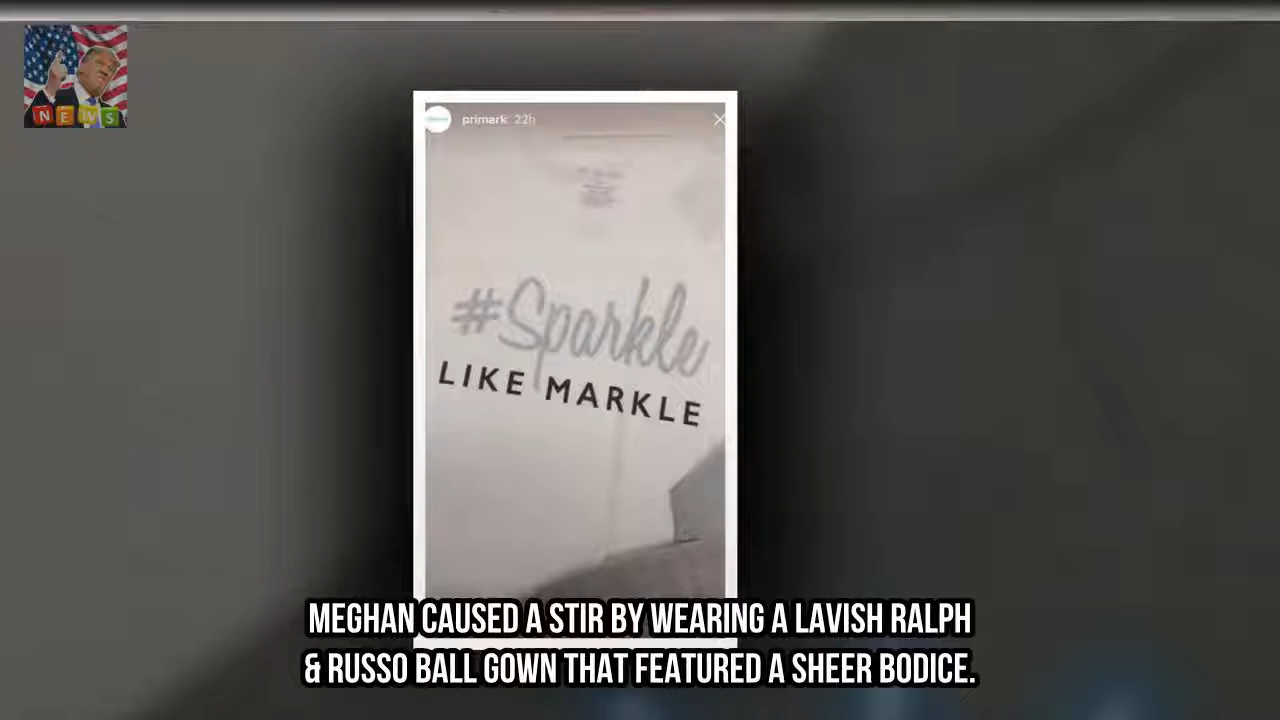 NEWS
primark 22h
#Sparkle
LIKE MARKLE
MEGHAN CAUSED A STIR BY WEARING A LAVISH RALPH
& RUSSO BALL GOWN THAT FEATURED A SHEER BODICE.